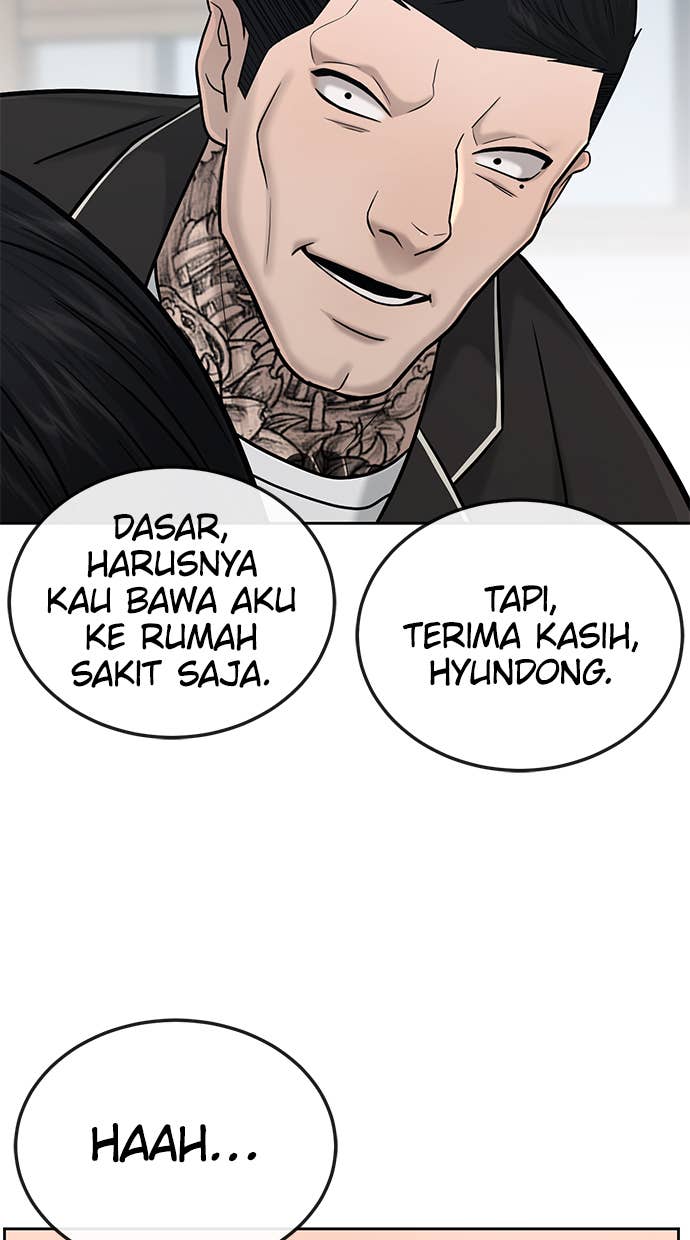 DASAR,
HARUSNYA
KAU BAWA AKU
KE RUMAH
SAKIT SAJA.
TAPI,
TERIMA KASIH,
HYUNDONG.
HAAH...